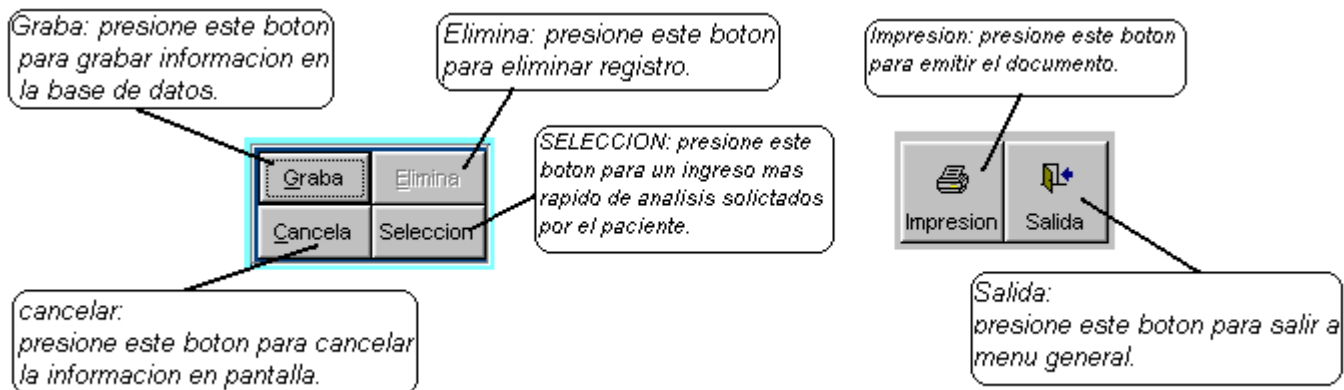 Graba: presione este boton
para grabar informacion en
la base de datos.
Elimina: presione este boton
para eliminar registro.
Impresion: presione este boton
para emitir el documento.
SELECCION: presione este
boton para un ingreso mas
rapido de analisis solictados
por el paciente.
Graba
Elimina
Cancela
Seleccion
Impresion
Salida
cancelar:
presione este boton para cancelar
la informacion en pantalla.
Salida:
presione este boton para salir a
menu general.